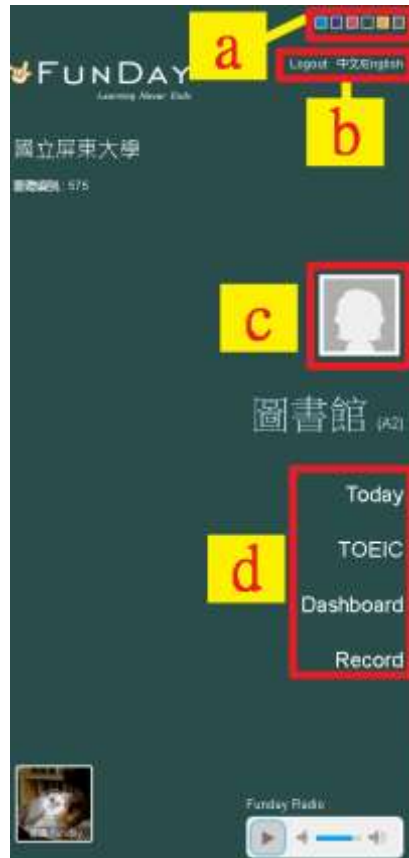 a
FUNDAY
Learning Never Ends
Logout 中文/English
b
國立屏東大學
575
c
圖書館 (A2)
Today
TOEIC
d
Dashboard
Record
Funday Radio